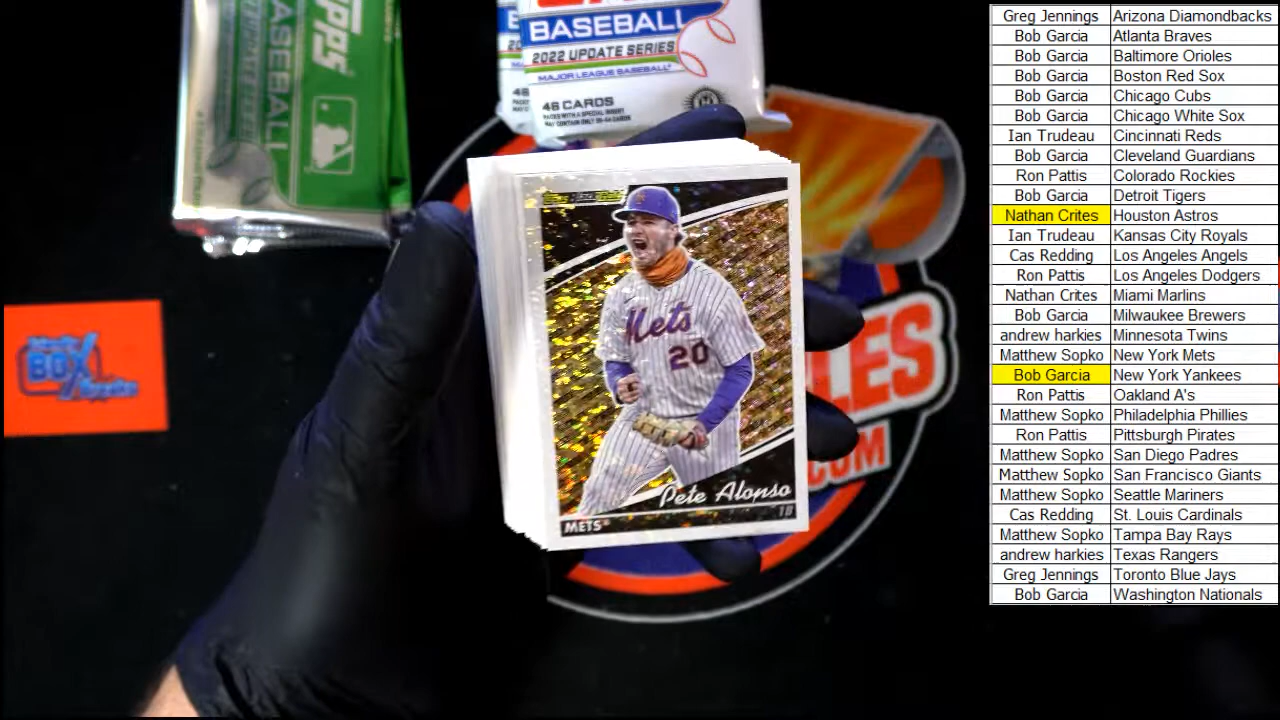 Topps
BASEBALL
BASEBALL
2022 UPDATE SERIES
MAJOR LEAGUE BASEBALL
46 CARDS
BOX
Mets
20
Pete Alonso
METS
LES
.COM
Greg Jennings Arizona Diamondbacks
Bob Garcia Atlanta Braves
Bob Garcia Baltimore Orioles
Bob Garcia Boston Red Sox
Bob Garcia Chicago Cubs
Bob Garcia Chicago White Sox
Ian Trudeau Cincinnati Reds
Bob Garcia Cleveland Guardians
Ron Pattis Colorado Rockies
Bob Garcia Detroit Tigers
Nathan Crites Houston Astros
Ian Trudeau Kansas City Royals
Cas Redding Los Angeles Angels
Ron Pattis Los Angeles Dodgers
Nathan Crites Miami Marlins
Bob Garcia Milwaukee Brewers
andrew harkies Minnesota Twins
Matthew Sopko New York Mets
Bob Garcia New York Yankees
Ron Pattis Oakland A's
Matthew Sopko Philadelphia Phillies
Ron Pattis Pittsburgh Pirates
Matthew Sopko San Diego Padres
Matthew Sopko San Francisco Giants
Matthew Sopko Seattle Mariners
Cas Redding St. Louis Cardinals
Matthew Sopko Tampa Bay Rays
andrew harkies Texas Rangers
Greg Jennings Toronto Blue Jays
Bob Garcia Washington Nationals